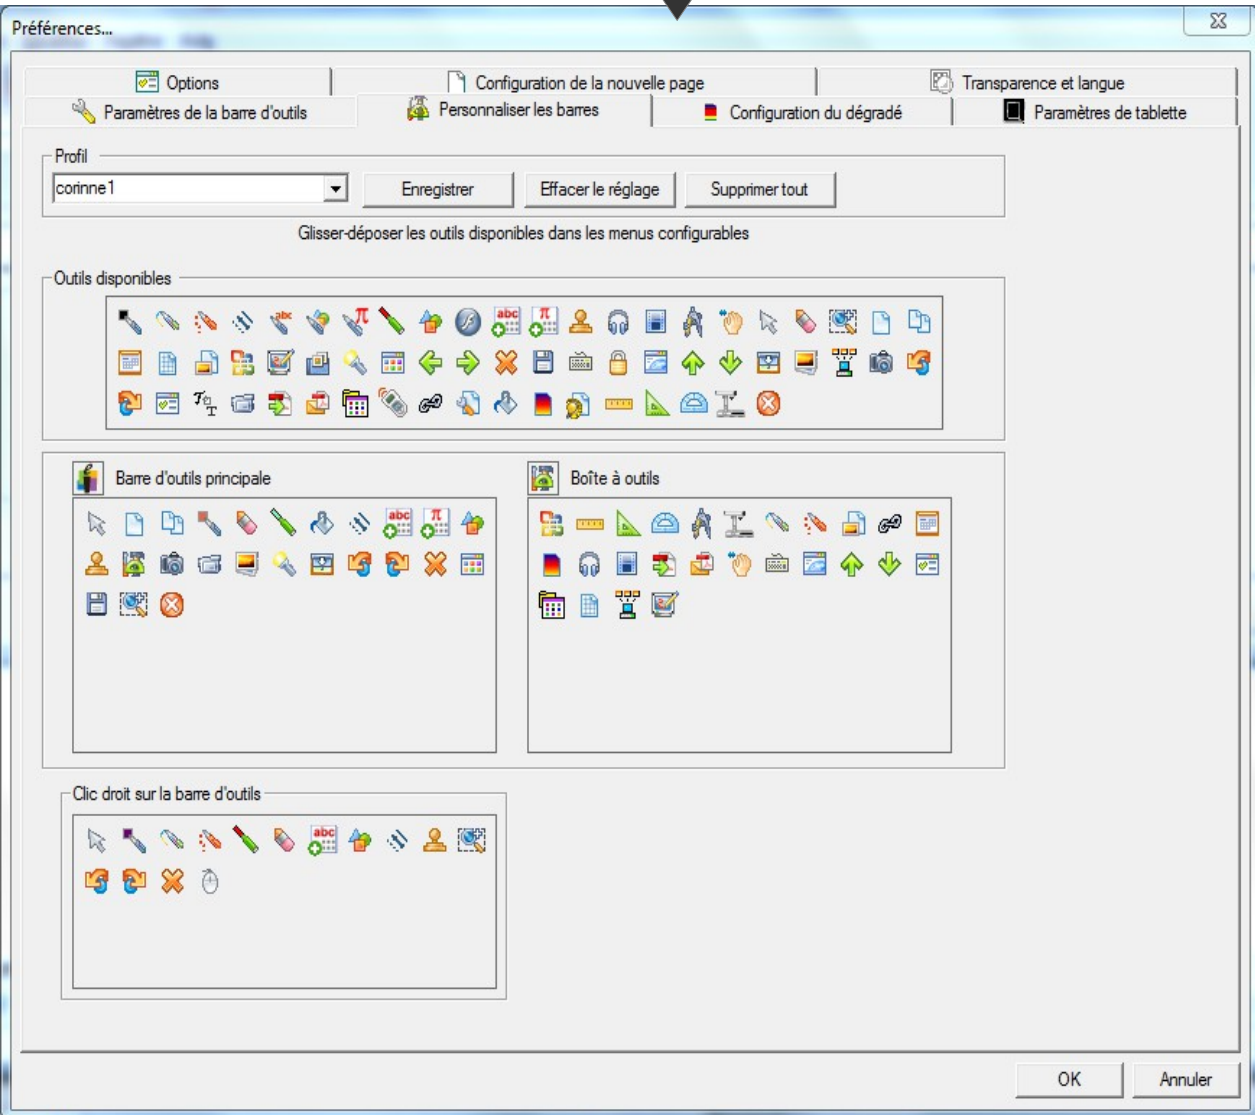 Préférences...
Options
Configuration de la nouvelle page
Transparence et langue
Paramètres de la barre d'outils
Personnaliser les barres
Configuration du dégradé
Paramètres de tablette
Profil
corinne1
Enregistrer
Effacer le réglage
Supprimer tout
Glisser-déposer les outils disponibles dans les menus configurables
Outils disponibles
Barre d'outils principale
Boîte à outils
Clic droit sur la barre d'outils
OK
Annuler